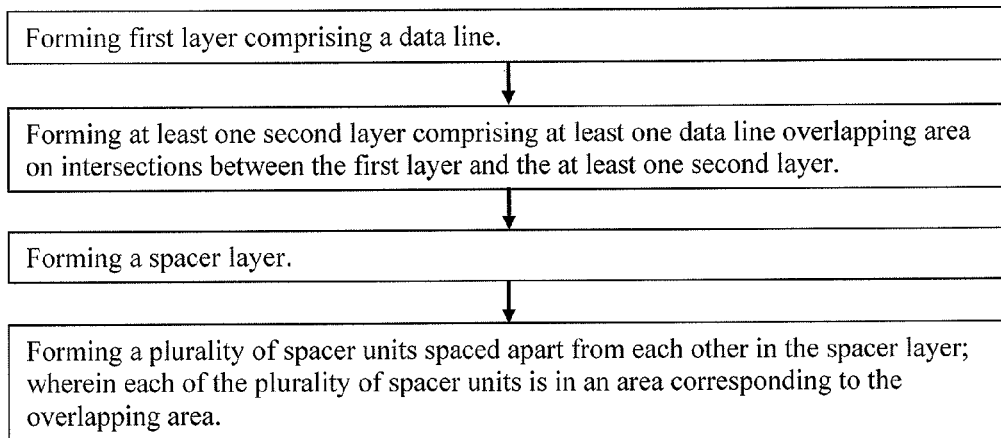 Forming first layer comprising a data line.
Forming at least one second layer comprising at least one data line overlapping area
on intersections between the first layer and the at least one second layer.
Forming a spacer layer.
Forming a plurality of spacer units spaced apart from each other in the spacer layer;
wherein each of the plurality of spacer units is in an area corresponding to the
overlapping area.